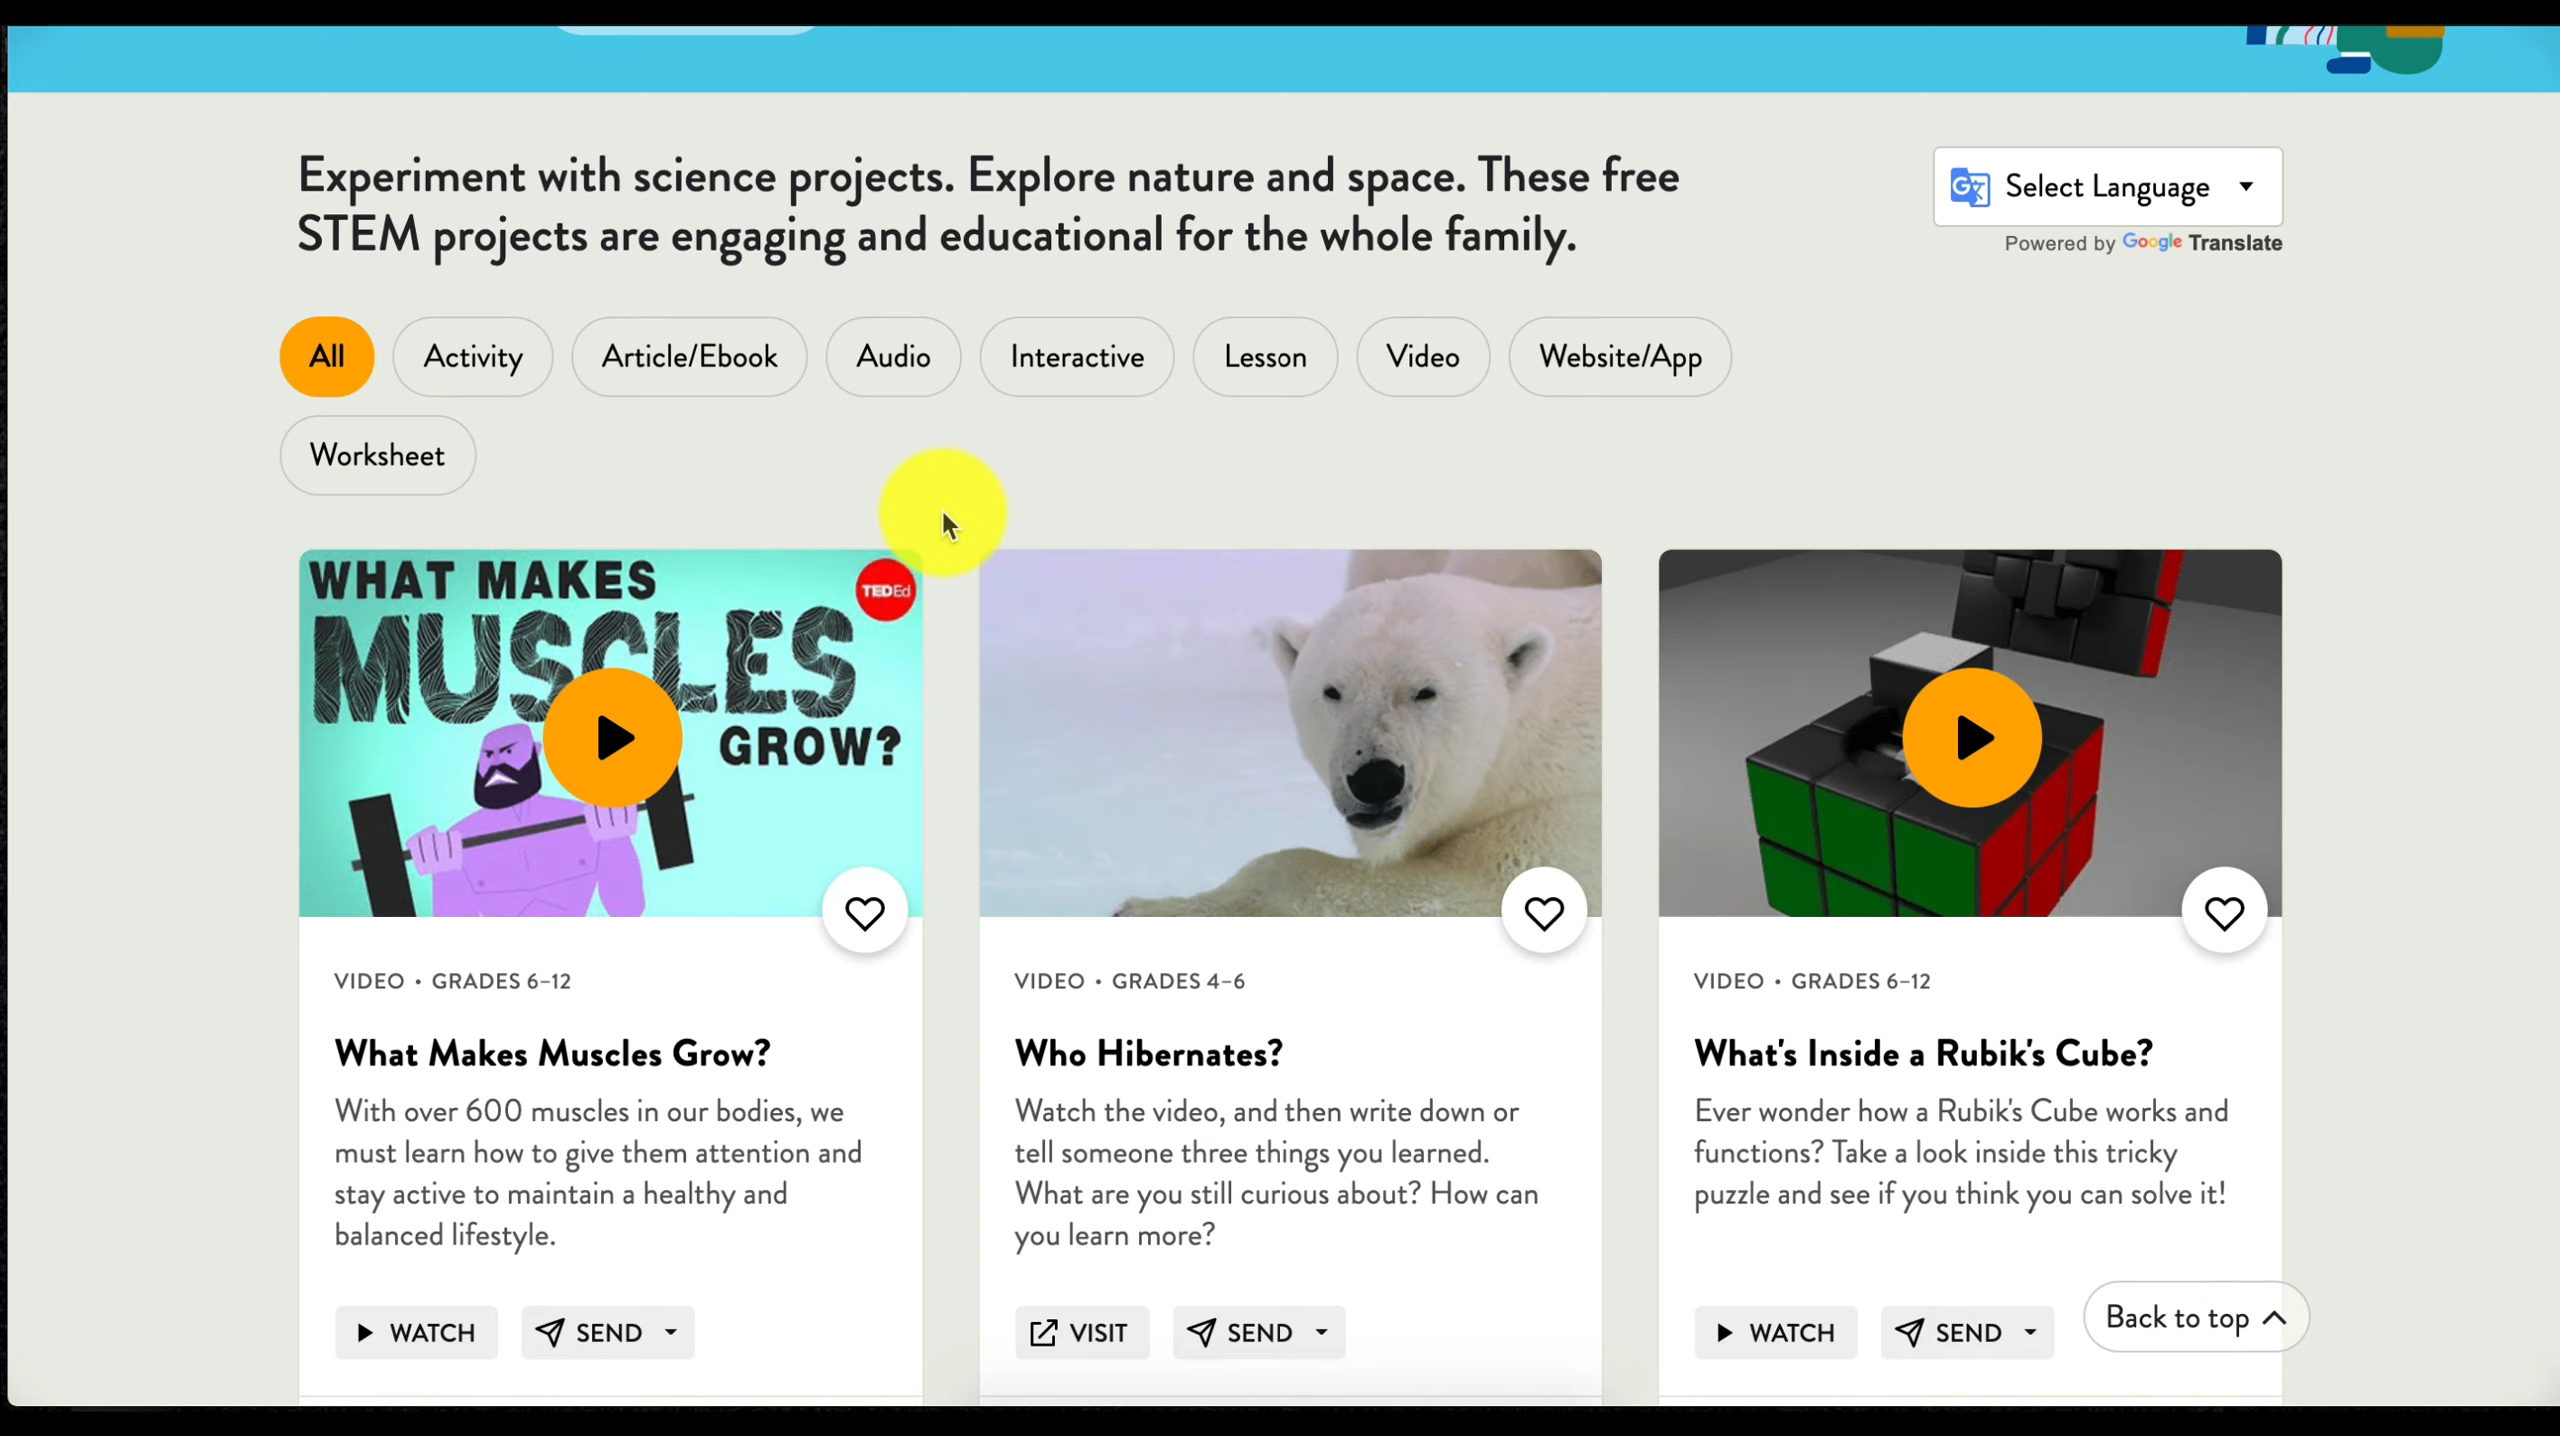 Experiment with science projects. Explore nature and space. These free
STEM projects are engaging and educational for the whole family.
Select Language
Powered by Google Translate
All
Activity
Article/Ebook
Audio
Interactive
Lesson
Video
Website/App
Worksheet
WHAT MAKES
MUSCLES
GROW?
TEDEd
VIDEO • GRADES 6–12
What Makes Muscles Grow?
With over 600 muscles in our bodies, we
must learn how to give them attention and
stay active to maintain a healthy and
balanced lifestyle.
WATCH
SEND
VIDEO • GRADES 4–6
Who Hibernates?
Watch the video, and then write down or
tell someone three things you learned.
What are you still curious about? How can
you learn more?
VISIT
SEND
VIDEO • GRADES 6–12
What's Inside a Rubik's Cube?
Ever wonder how a Rubik's Cube works and
functions? Take a look inside this tricky
puzzle and see if you think you can solve it!
WATCH
SEND
Back to top